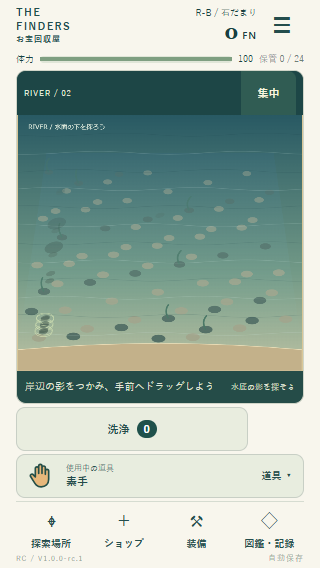 THE
FINDERS
お宝回収屋
R-B / 石だまり
0 FN
体力 100 保管 0 / 24
RIVER / 02 集中
RIVER / 水面の下を探ろう
岸辺の影をつかみ、手前へドラッグしよう 水底の影を探そう
洗浄 0
使用中の道具
素手
道具
探索場所 ショップ 装備 図鑑・記録
RC / V1.0.0-rc.1 自動保存